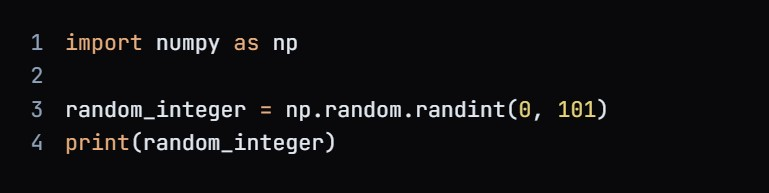 1 import numpy as np
2
3 random_integer = np.random.randint(0, 101)
4 print(random_integer)